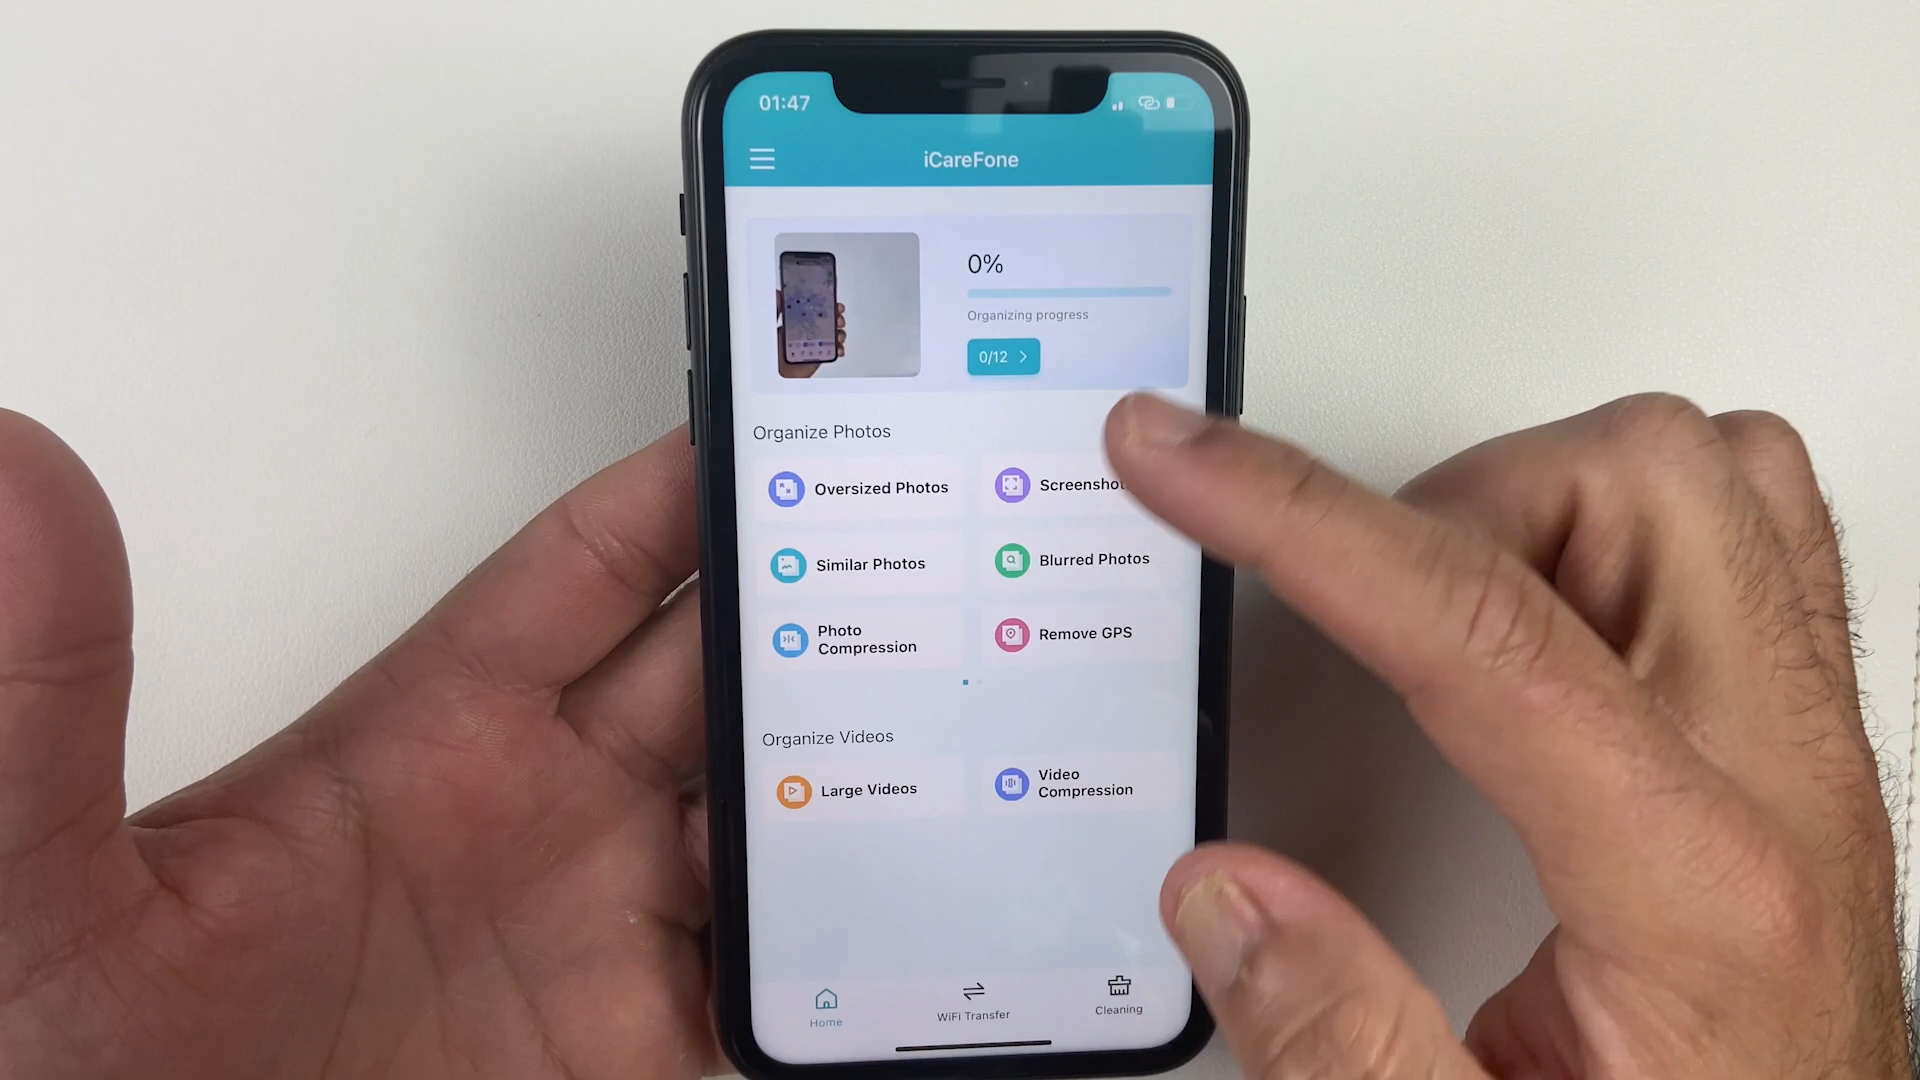 01:47
iCareFone
0%
Organizing progress
0/12 >
Organize Photos
Oversized Photos
Screenshot
Similar Photos
Blurred Photos
Photo
Compression
Remove GPS
Organize Videos
Large Videos
Video
Compression
Home
WiFi Transfer
Cleaning